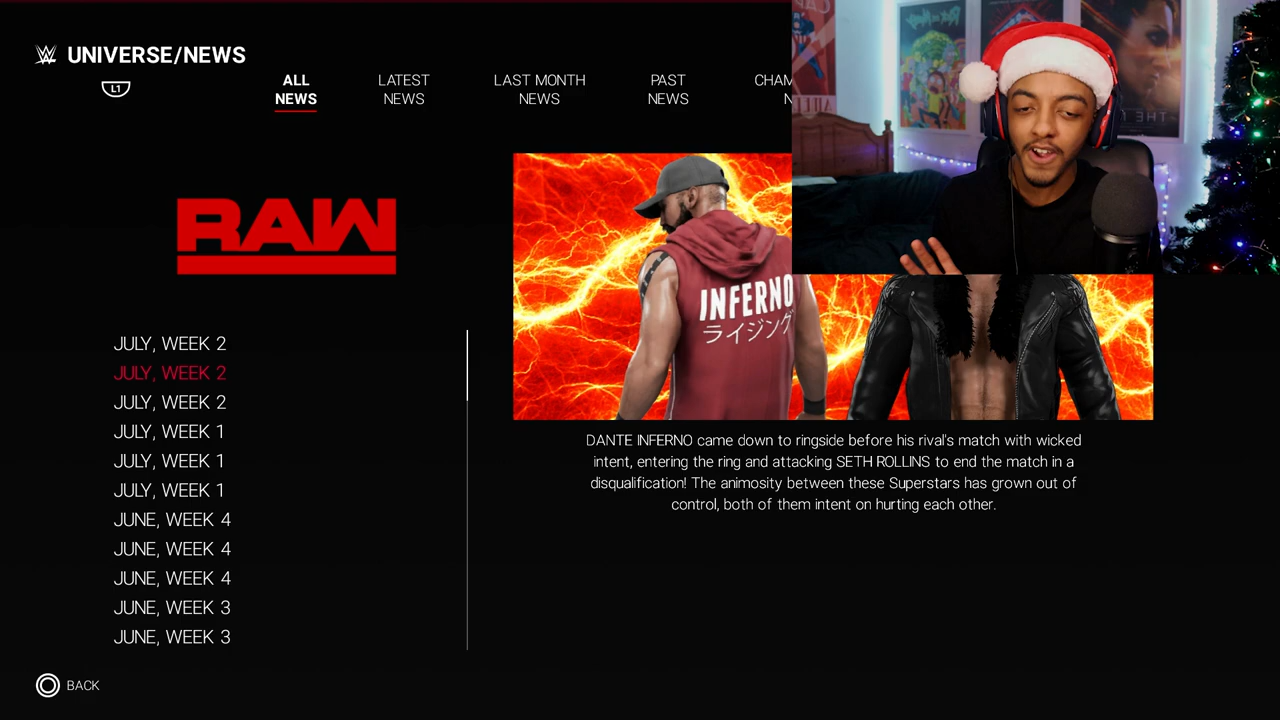 UNIVERSE/NEWS
L1
ALL
NEWS
LATEST
NEWS
LAST MONTH
NEWS
PAST
NEWS
RAW
INFERNO
ライジング
JULY, WEEK 2
JULY, WEEK 2
JULY, WEEK 2
JULY, WEEK 1
JULY, WEEK 1
JULY, WEEK 1
JUNE, WEEK 4
JUNE, WEEK 4
JUNE, WEEK 4
JUNE, WEEK 3
JUNE, WEEK 3
DANTE INFERNO came down to ringside before his rival's match with wicked
intent, entering the ring and attacking SETH ROLLINS to end the match in a
disqualification! The animosity between these Superstars has grown out of
control, both of them intent on hurting each other.
BACK